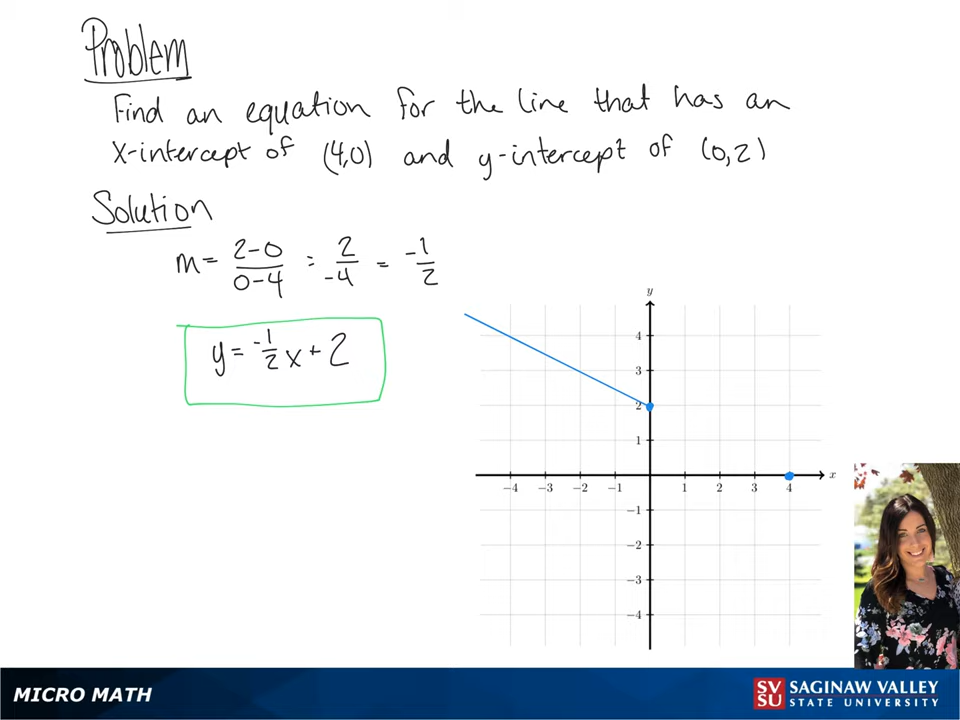 Problem
Find an equation for the line that has an
x-intercept of (4,0) and y-intercept of (0,2)
Solution
m = 2-0/0-4 = 2/-4 = -1/2
y = -1/2 x + 2
y
4
3
2
1
-4 -3 -2 -1 1 2 3 4 x
-1
-2
-3
-4
MICRO MATH
SV SU SAGINAW VALLEY
STATE UNIVERSITY